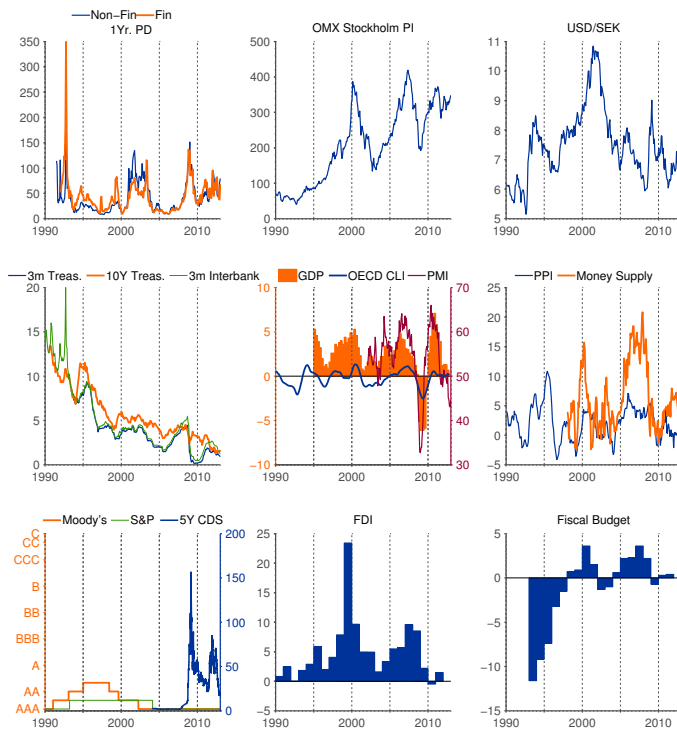 Non−Fin Fin
1Yr. PD
350
300
250
200
150
100
50
0
1990 2000 2010
OMX Stockholm PI
500
400
300
200
100
0
1990 2000 2010
USD/SEK
11
10
9
8
7
6
5
1990 2000 2010
3m Treas. 10Y Treas. 3m Interbank
20
15
10
5
0
1990 2000 2010
GDP OECD CLI PMI
10 70
5 60
0 50
−5 40
−10 30
1990 2000 2010
PPI Money Supply
25
20
15
10
5
0
−5
1990 2000 2010
Moody's S&P 5Y CDS
C
CC
CCC
B
BB
BBB
A
AA
AAA
200
150
100
50
0
1990 2000 2010
FDI
25
20
15
10
5
0
−5
1990 2000 2010
Fiscal Budget
5
0
−5
−10
−15
1990 2000 2010